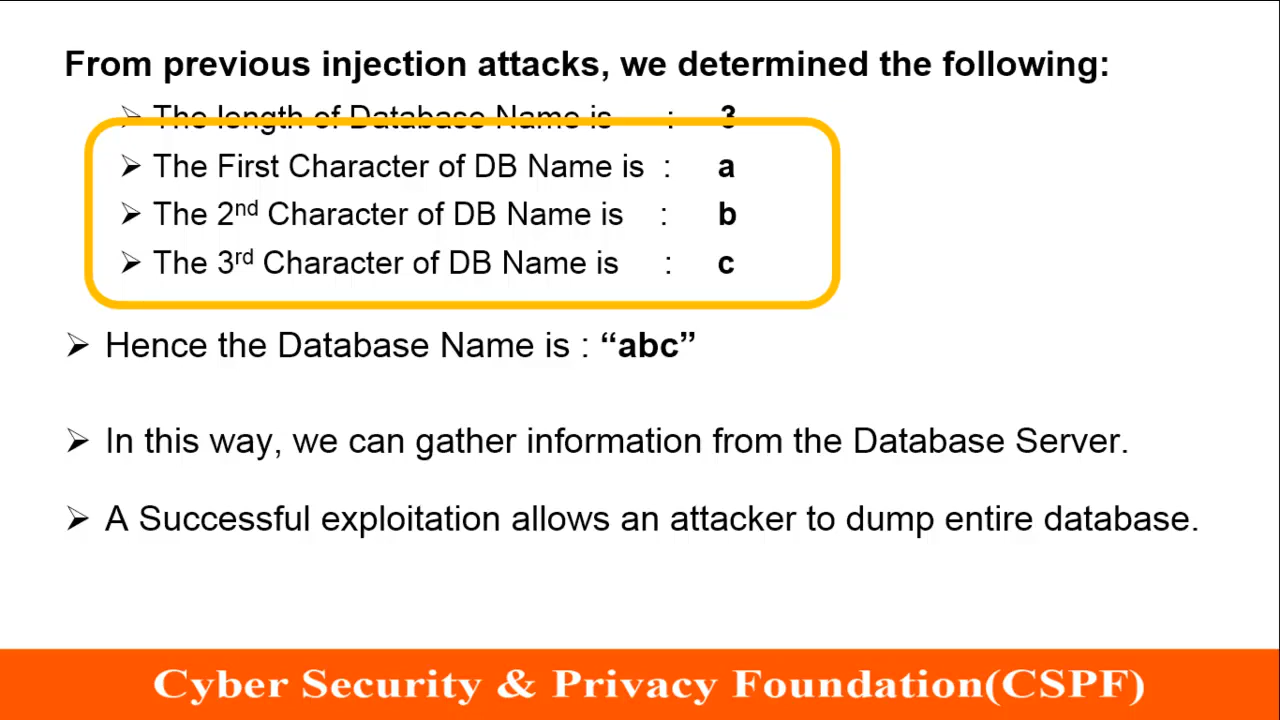 From previous injection attacks, we determined the following:
➢ The length of Database Name is : 3
➢ The First Character of DB Name is : a
➢ The 2nd Character of DB Name is : b
➢ The 3rd Character of DB Name is : c
➢ Hence the Database Name is : “abc”
➢ In this way, we can gather information from the Database Server.
➢ A Successful exploitation allows an attacker to dump entire database.
Cyber Security & Privacy Foundation(CSPF)